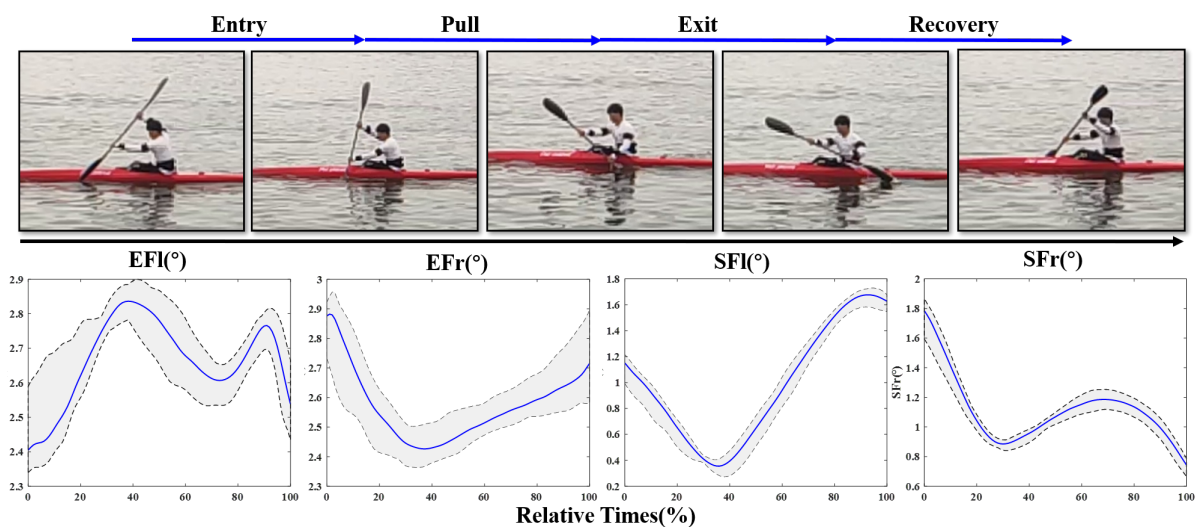 Entry Pull Exit Recovery
EFl(°) EFr(°) SFl(°) SFr(°)
2.9 3 1.8 2
2.8 2.9 1.6 1.8
2.7 2.8 1.4 1.6
2.6 2.7 1.2 1.4
2.5 2.6 1 1.2
2.4 2.5 0.8 1
2.3 2.4 0.6 0.8
2.3 0.4 0.6
0.2
SFr(°)
0 20 40 60 80 100 0 20 40 60 80 100 0 20 40 60 80 100 0 20 40 60 80 100
Relative Times(%)